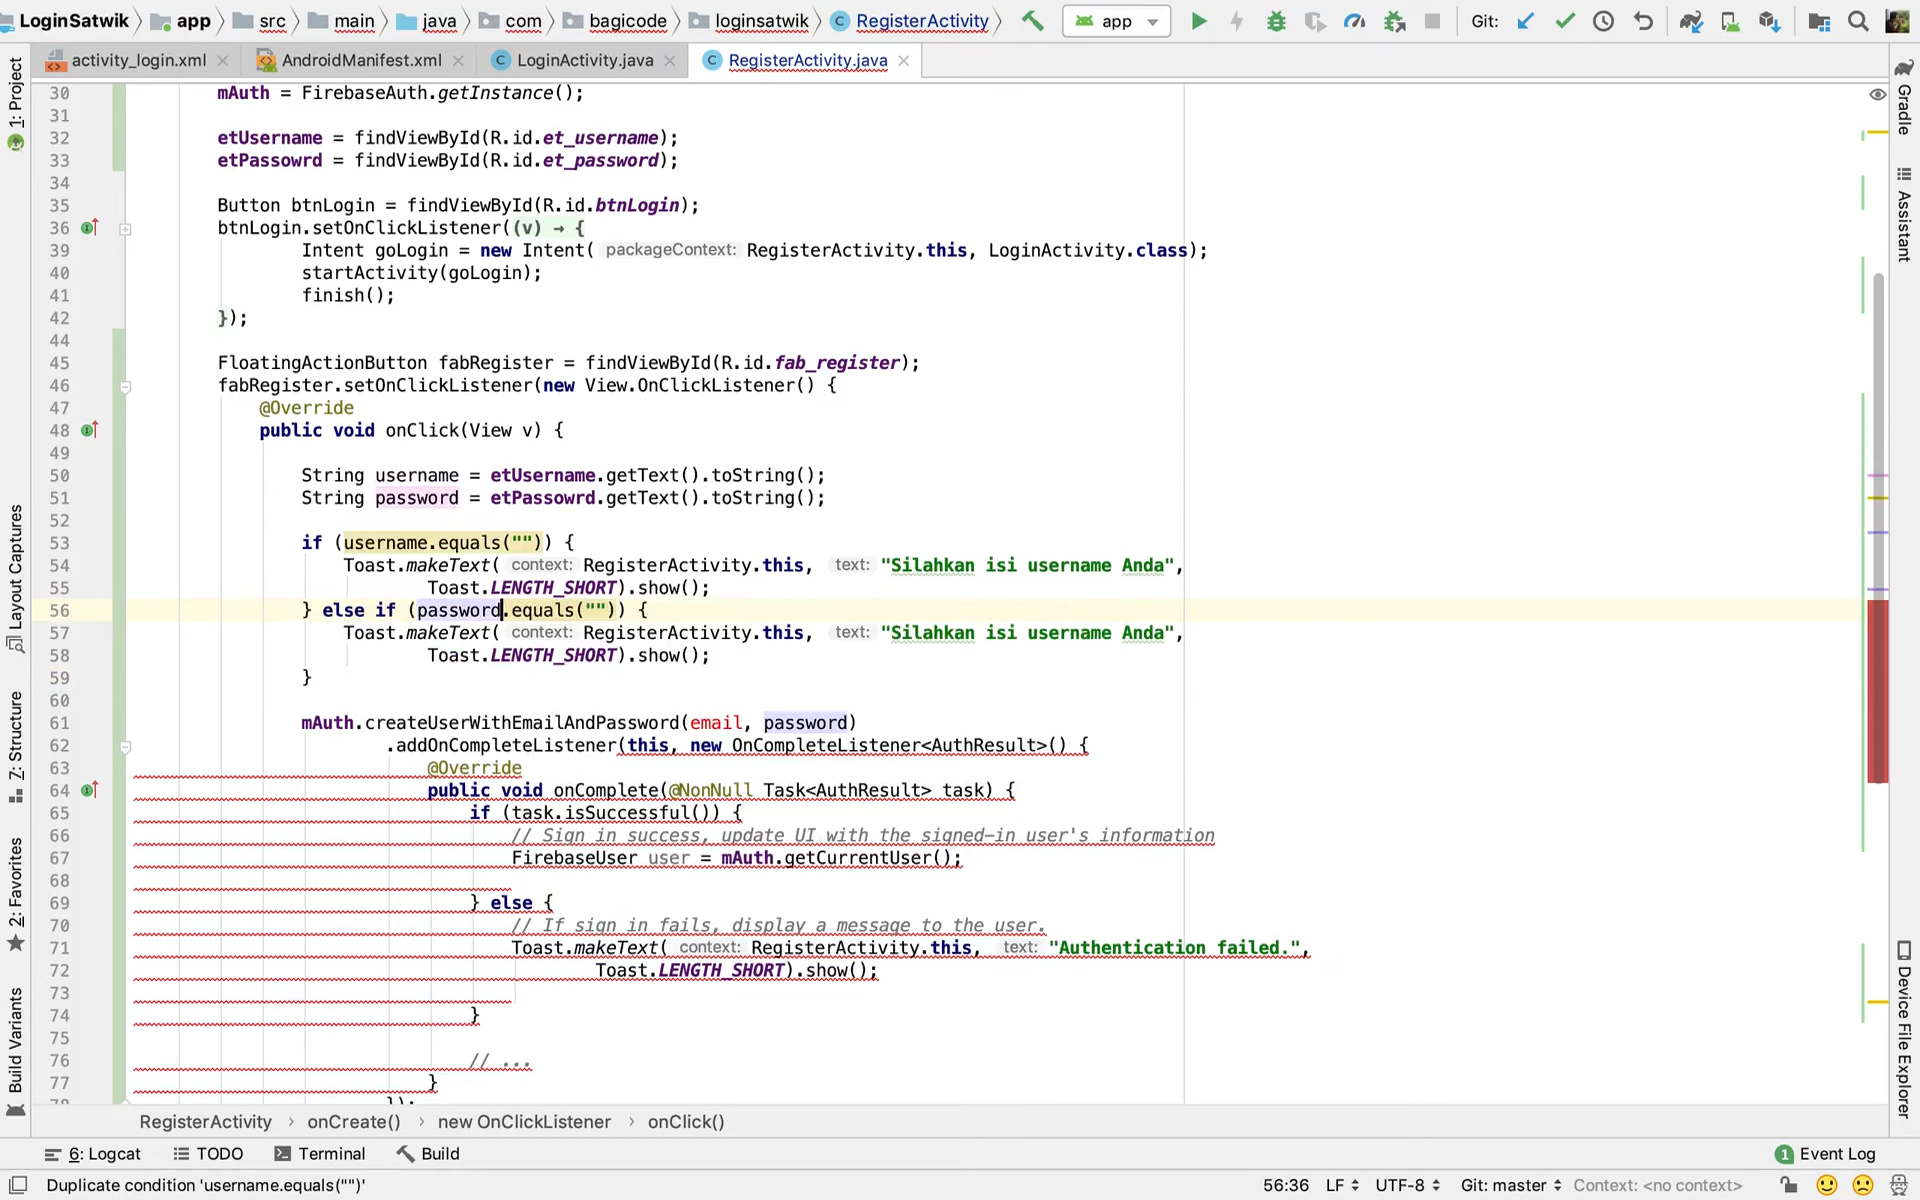 LoginSatwik app src main java com bagicode loginsatwik RegisterActivity app Git:
activity_login.xml AndroidManifest.xml LoginActivity.java RegisterActivity.java
30 mAuth = FirebaseAuth.getInstance();
31
32 etUsername = findViewById(R.id.et_username);
33 etPassowrd = findViewById(R.id.et_password);
34
35 Button btnLogin = findViewById(R.id.btnLogin);
36 btnLogin.setOnClickListener((v) → {
39 Intent goLogin = new Intent( packageContext: RegisterActivity.this, LoginActivity.class);
40 startActivity(goLogin);
41 finish();
42 });
44
45 FloatingActionButton fabRegister = findViewById(R.id.fab_register);
46 fabRegister.setOnClickListener(new View.OnClickListener() {
47 @Override
48 public void onClick(View v) {
49
50 String username = etUsername.getText().toString();
51 String password = etPassowrd.getText().toString();
52
53 if (username.equals("")) {
54 Toast.makeText( context: RegisterActivity.this, text: "Silahkan isi username Anda",
55 Toast.LENGTH_SHORT).show();
56 } else if (password.equals("")) {
57 Toast.makeText( context: RegisterActivity.this, text: "Silahkan isi username Anda",
58 Toast.LENGTH_SHORT).show();
59 }
60
61 mAuth.createUserWithEmailAndPassword(email, password)
62 .addOnCompleteListener(this, new OnCompleteListener<AuthResult>() {
63 @Override
64 public void onComplete(@NonNull Task<AuthResult> task) {
65 if (task.isSuccessful()) {
66 // Sign in success, update UI with the signed-in user's information
67 FirebaseUser user = mAuth.getCurrentUser();
68
69 } else {
70 // If sign in fails, display a message to the user.
71 Toast.makeText( context: RegisterActivity.this, text: "Authentication failed.",
72 Toast.LENGTH_SHORT).show();
73
74 }
75
76 // ...
77 }
78 });
1: Project
Layout Captures
7: Structure
2: Favorites
Build Variants
Gradle
Assistant
Device File Explorer
RegisterActivity › onCreate() › new OnClickListener › onClick()
6: Logcat TODO Terminal Build 1 Event Log
Duplicate condition 'username.equals("")' 56:36 LF UTF-8 Git: master Context: <no context>